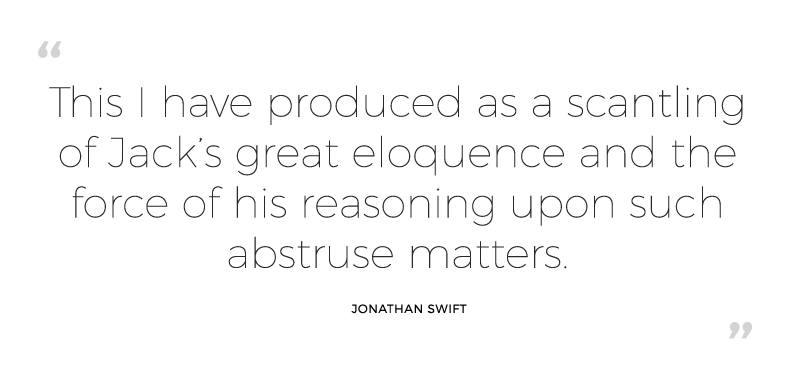 “
This I have produced as a scantling
of Jack’s great eloquence and the
force of his reasoning upon such
abstruse matters.
JONATHAN SWIFT
”